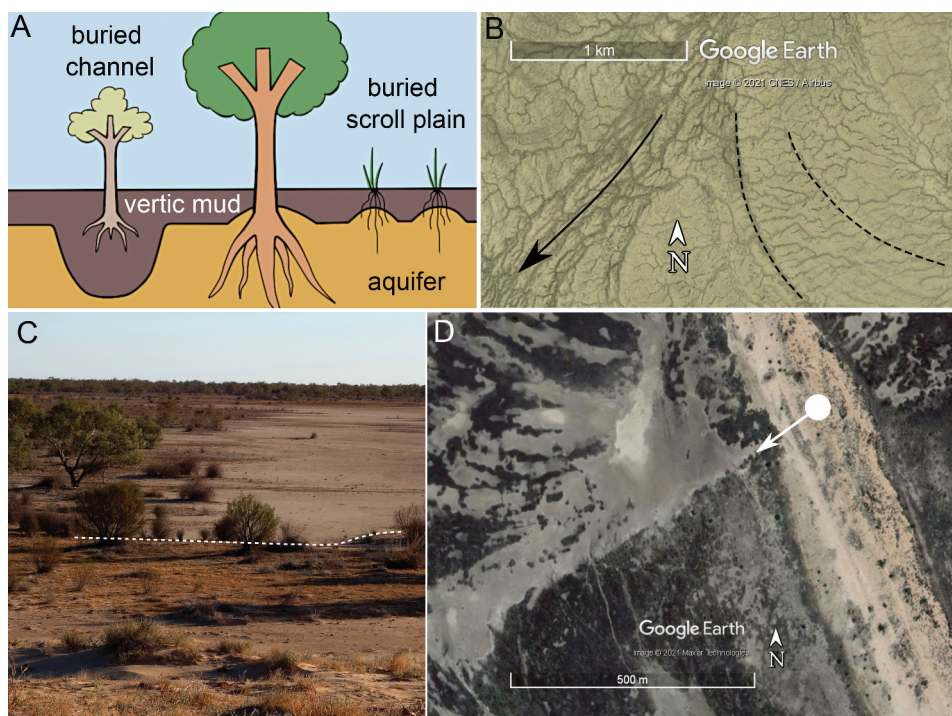 A
buried
channel
buried
scroll plain
vertic mud
aquifer
B
1 km
Google Earth
Image © 2021 CNES / Airbus
N
C
D
Google Earth
Image © 2021 Maxar Technologies
N
500 m